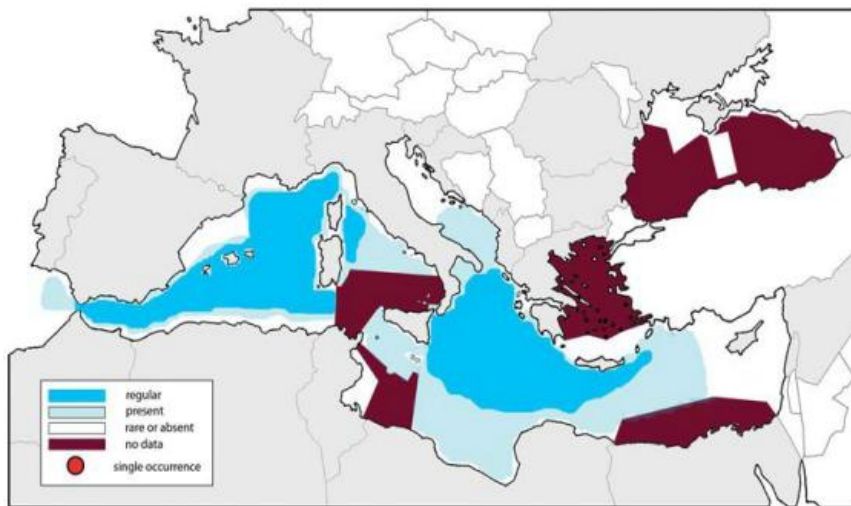 regular
present
rare or absent
no data
single occurrence